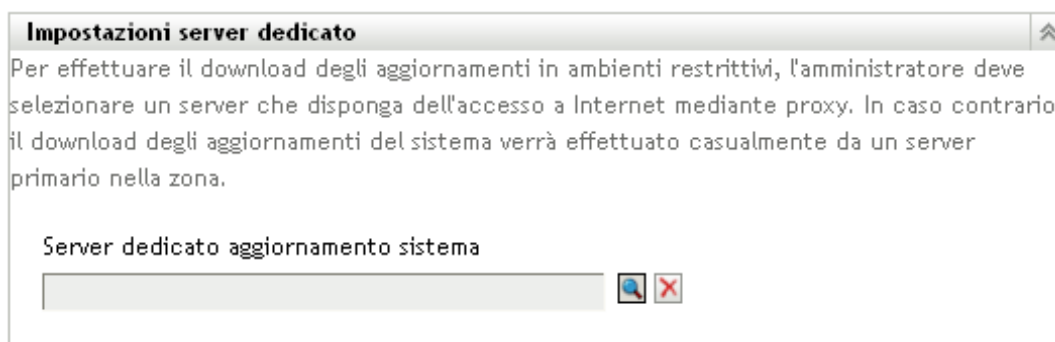 Impostazioni server dedicato
Per effettuare il download degli aggiornamenti in ambienti restrittivi, l'amministratore deve
selezionare un server che disponga dell'accesso a Internet mediante proxy. In caso contrario
il download degli aggiornamenti del sistema verrà effettuato casualmente da un server
primario nella zona.
Server dedicato aggiornamento sistema